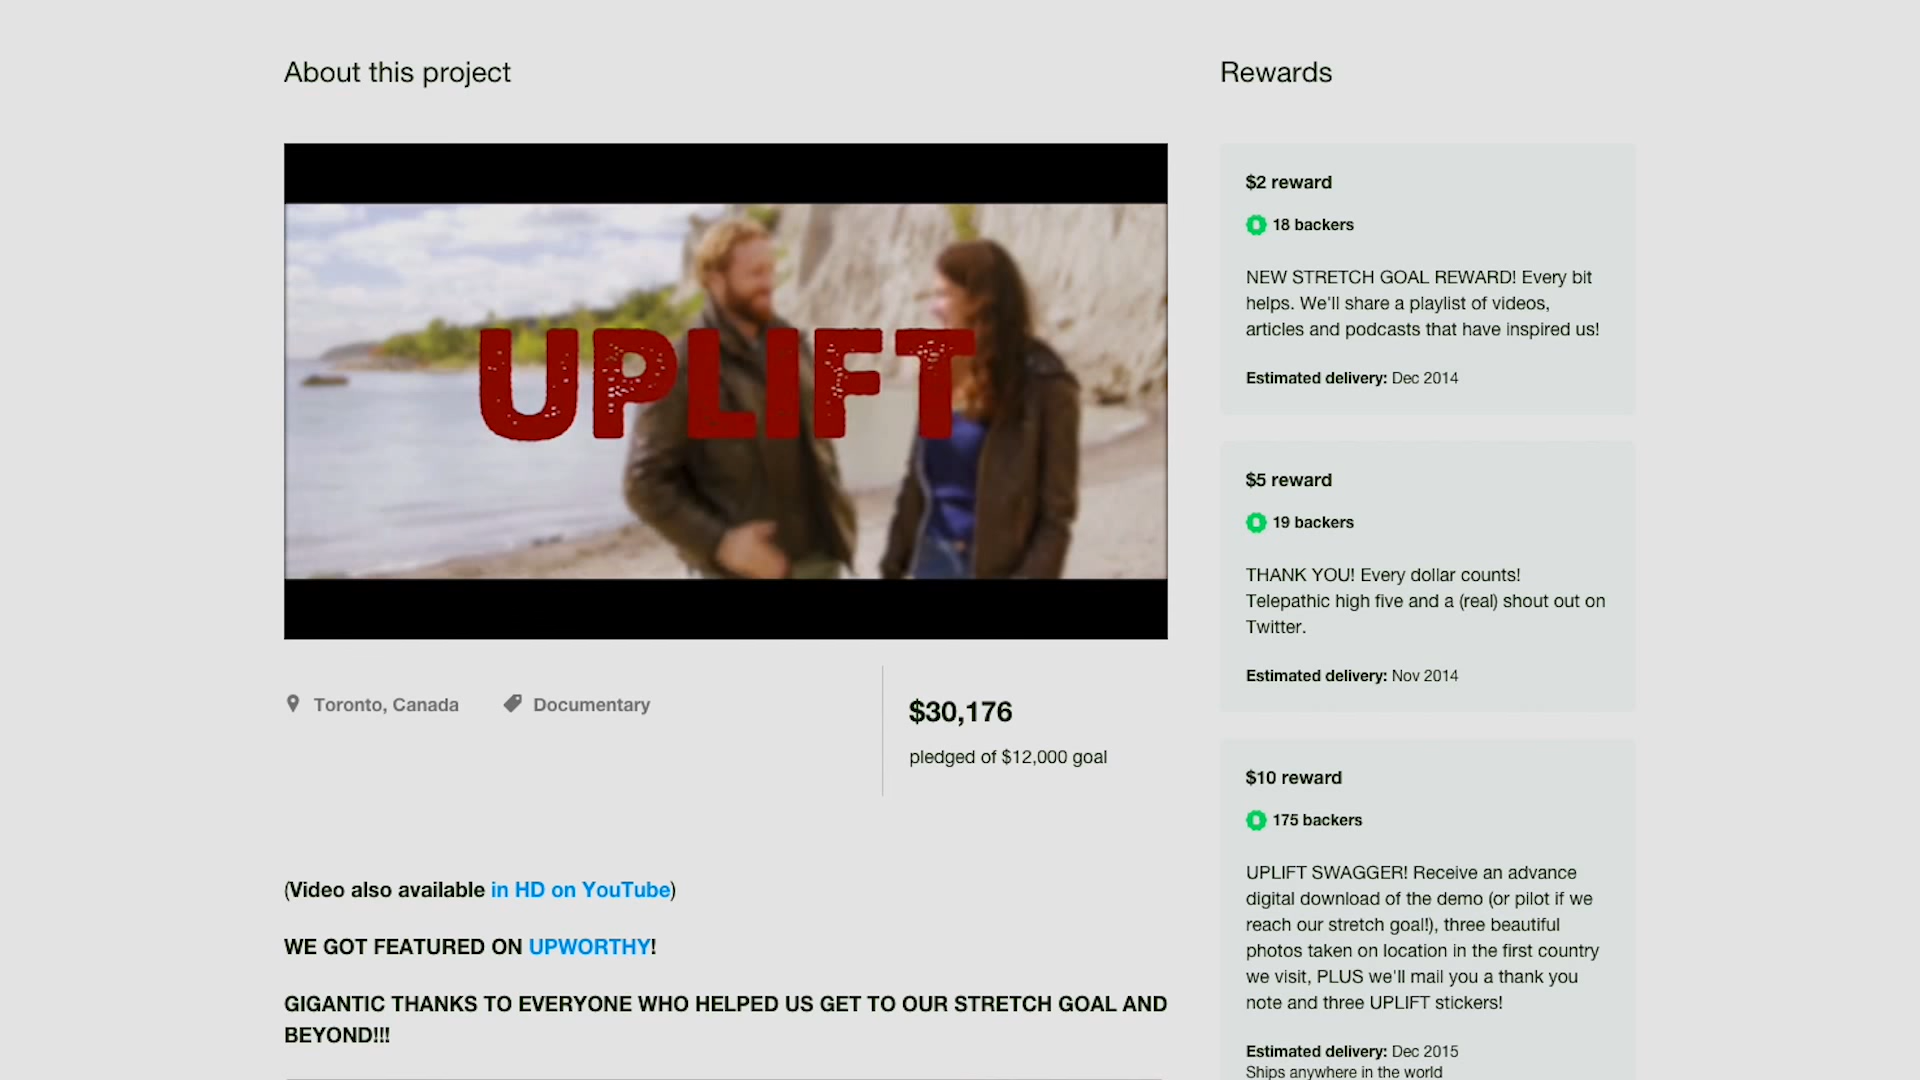 About this project
UPLIFT
Toronto, Canada
Documentary
$30,176
pledged of $12,000 goal
(Video also available in HD on YouTube)
WE GOT FEATURED ON UPWORTHY!
GIGANTIC THANKS TO EVERYONE WHO HELPED US GET TO OUR STRETCH GOAL AND
BEYOND!!!
Rewards
$2 reward
18 backers
NEW STRETCH GOAL REWARD! Every bit
helps. We'll share a playlist of videos,
articles and podcasts that have inspired us!
Estimated delivery: Dec 2014
$5 reward
19 backers
THANK YOU! Every dollar counts!
Telepathic high five and a (real) shout out on
Twitter.
Estimated delivery: Nov 2014
$10 reward
175 backers
UPLIFT SWAGGER! Receive an advance
digital download of the demo (or pilot if we
reach our stretch goal!), three beautiful
photos taken on location in the first country
we visit, PLUS we'll mail you a thank you
note and three UPLIFT stickers!
Estimated delivery: Dec 2015
Ships anywhere in the world